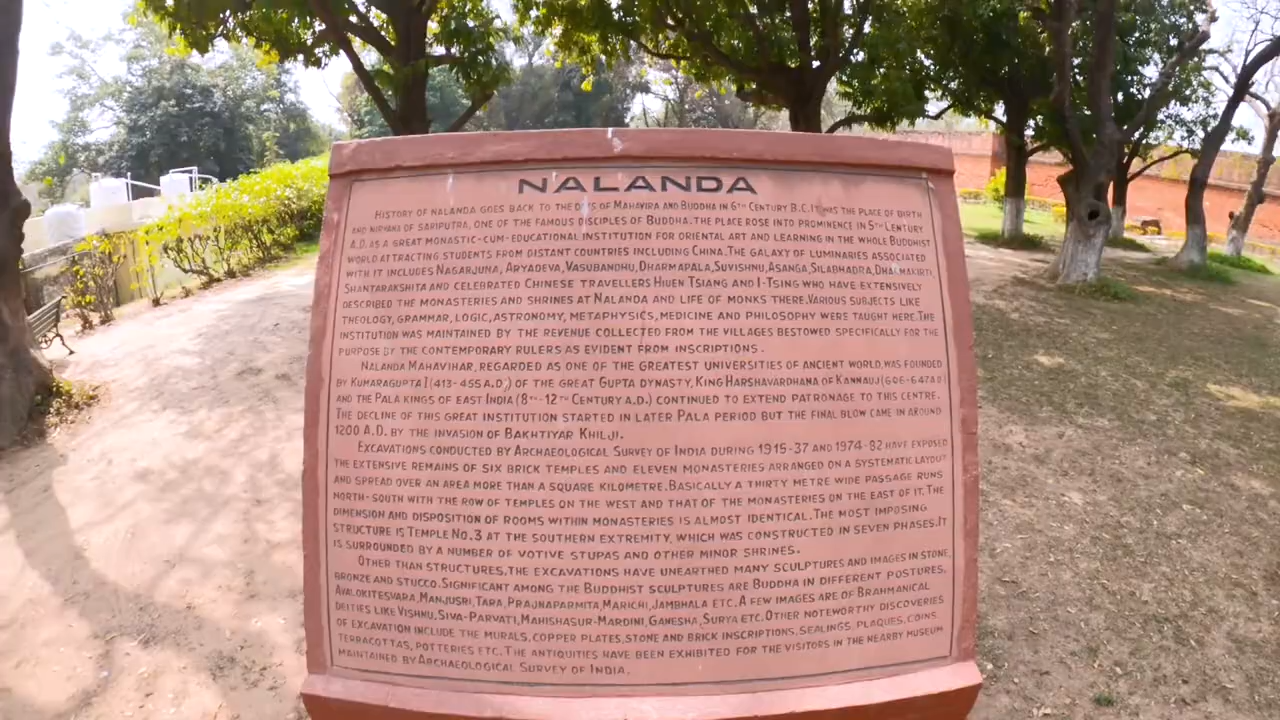 NALANDA
HISTORY OF NALANDA GOES BACK TO THE DAYS OF MAHAVIRA AND BUDDHA IN 6TH CENTURY B.C. IT WAS THE PLACE OF BIRTH
AND NIRVANA OF SARIPUTRA, ONE OF THE FAMOUS DISCIPLES OF BUDDHA. THE PLACE ROSE INTO PROMINENCE IN 5TH CENTURY
A.D. AS A GREAT MONASTIC-CUM-EDUCATIONAL INSTITUTION FOR ORIENTAL ART AND LEARNING IN THE WHOLE BUDDHIST
WORLD ATTRACTING STUDENTS FROM DISTANT COUNTRIES INCLUDING CHINA. THE GALAXY OF LUMINARIES ASSOCIATED
WITH IT INCLUDES NAGARJUNA, ARYADEVA, VASUBANDHU, DHARMAPALA, SUVISHNU, ASANGA, SILABHADRA, DHARMAKIRTI,
SHANTARAKSHITA AND CELEBRATED CHINESE TRAVELLERS HIUEN TSIANG AND I-TSING WHO HAVE EXTENSIVELY
DESCRIBED THE MONASTERIES AND SHRINES AT NALANDA AND LIFE OF MONKS THERE. VARIOUS SUBJECTS LIKE
THEOLOGY, GRAMMAR, LOGIC, ASTRONOMY, METAPHYSICS, MEDICINE AND PHILOSOPHY WERE TAUGHT HERE. THE
INSTITUTION WAS MAINTAINED BY THE REVENUE COLLECTED FROM THE VILLAGES BESTOWED SPECIFICALLY FOR THE
PURPOSE BY THE CONTEMPORARY RULERS AS EVIDENT FROM INSCRIPTIONS.
NALANDA MAHAVIHAR, REGARDED AS ONE OF THE GREATEST UNIVERSITIES OF ANCIENT WORLD, WAS FOUNDED
BY KUMARAGUPTA I (413-455 A.D.) OF THE GREAT GUPTA DYNASTY, KING HARSHAVARDHANA OF KANNAUJ (606-647 AD)
AND THE PALA KINGS OF EAST INDIA (8TH-12TH CENTURY A.D.) CONTINUED TO EXTEND PATRONAGE TO THIS CENTRE.
THE DECLINE OF THIS GREAT INSTITUTION STARTED IN LATER PALA PERIOD BUT THE FINAL BLOW CAME IN AROUND
1200 A.D. BY THE INVASION OF BAKHTIYAR KHILJI.
EXCAVATIONS CONDUCTED BY ARCHAEOLOGICAL SURVEY OF INDIA DURING 1915-37 AND 1974-82 HAVE EXPOSED
THE EXTENSIVE REMAINS OF SIX BRICK TEMPLES AND ELEVEN MONASTERIES ARRANGED ON A SYSTEMATIC LAYOUT
AND SPREAD OVER AN AREA MORE THAN A SQUARE KILOMETRE. BASICALLY A THIRTY METRE WIDE PASSAGE RUNS
NORTH-SOUTH WITH THE ROW OF TEMPLES ON THE WEST AND THAT OF THE MONASTERIES ON THE EAST OF IT. THE
DIMENSION AND DISPOSITION OF ROOMS WITHIN MONASTERIES IS ALMOST IDENTICAL. THE MOST IMPOSING
STRUCTURE IS TEMPLE NO. 3 AT THE SOUTHERN EXTREMITY, WHICH WAS CONSTRUCTED IN SEVEN PHASES. IT
IS SURROUNDED BY A NUMBER OF VOTIVE STUPAS AND OTHER MINOR SHRINES.
OTHER THAN STRUCTURES, THE EXCAVATIONS HAVE UNEARTHED MANY SCULPTURES AND IMAGES IN STONE,
BRONZE AND STUCCO. SIGNIFICANT AMONG THE BUDDHIST SCULPTURES ARE BUDDHA IN DIFFERENT POSTURES,
AVALOKITESVARA, MANJUSRI, TARA, PRAJNAPARMITA, MARICHI, JAMBHALA ETC. A FEW IMAGES ARE OF BRAHMANICAL
DEITIES LIKE VISHNU, SIVA-PARVATI, MAHISHASUR-MARDINI, GANESHA, SURYA ETC. OTHER NOTEWORTHY DISCOVERIES
OF EXCAVATION INCLUDE THE MURALS, COPPER PLATES, STONE AND BRICK INSCRIPTIONS, SEALINGS, PLAQUES, COINS,
TERRACOTTAS, POTTERIES ETC. THE ANTIQUITIES HAVE BEEN EXHIBITED FOR THE VISITORS IN THE NEARBY MUSEUM
MAINTAINED BY ARCHAEOLOGICAL SURVEY OF INDIA.